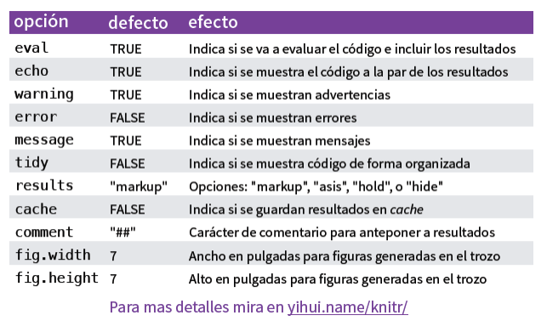 opción defecto efecto
eval TRUE Indica si se va a evaluar el código e incluir los resultados
echo TRUE Indica si se muestra el código a la par de los resultados
warning TRUE Indica si se muestran advertencias
error FALSE Indica si se muestran errores
message TRUE Indica si se muestran mensajes
tidy FALSE Indica si se muestra código de forma organizada
results "markup" Opciones: "markup", "asis", "hold", o "hide"
cache FALSE Indica si se guardan resultados en cache
comment "##" Carácter de comentario para anteponer a resultados
fig.width 7 Ancho en pulgadas para figuras generadas en el trozo
fig.height 7 Alto en pulgadas para figuras generadas en el trozo
Para mas detalles mira en yihui.name/knitr/